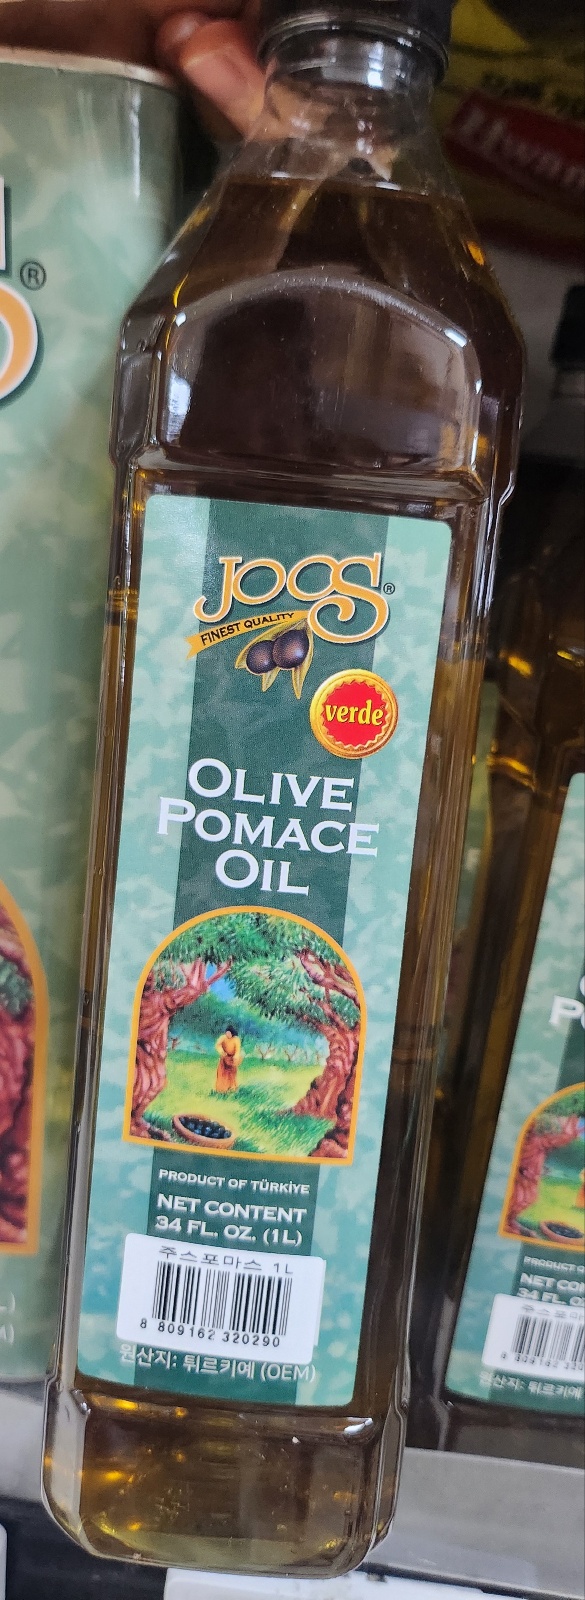 JOOS®
FINEST QUALITY
verde
OLIVE
POMACE
OIL
PRODUCT OF TÜRKİYE
NET CONTENT
34 FL. OZ. (1L)
주스포마스 1L
8 809162 320290
원산지: 튀르키예 (OEM)
®